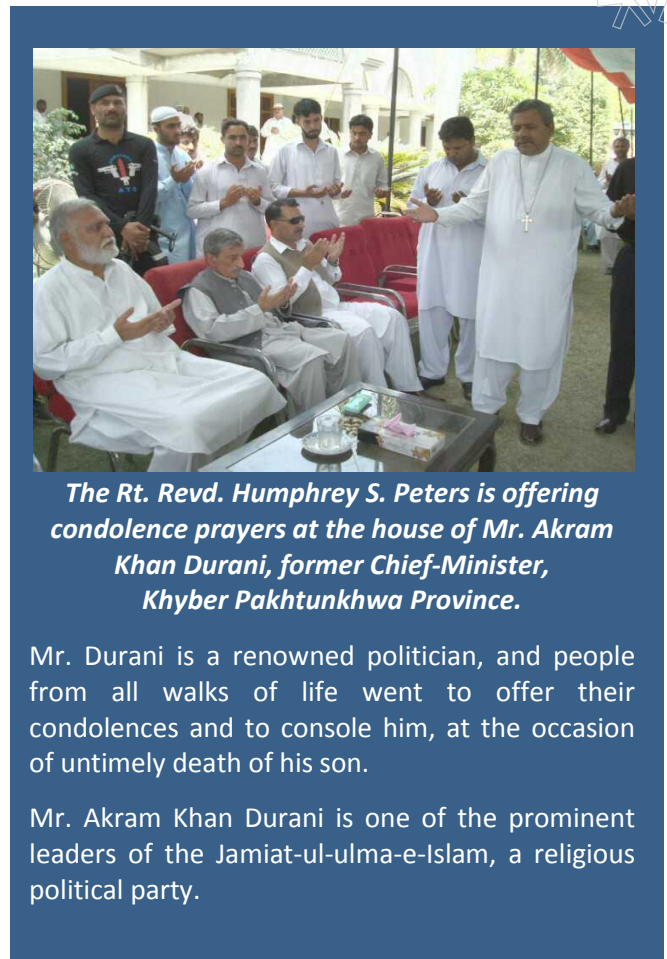 The Rt. Revd. Humphrey S. Peters is offering
condolence prayers at the house of Mr. Akram
Khan Durani, former Chief-Minister,
Khyber Pakhtunkhwa Province.
Mr. Durani is a renowned politician, and people
from all walks of life went to offer their
condolences and to console him, at the occasion
of untimely death of his son.
Mr. Akram Khan Durani is one of the prominent
leaders of the Jamiat-ul-ulma-e-Islam, a religious
political party.